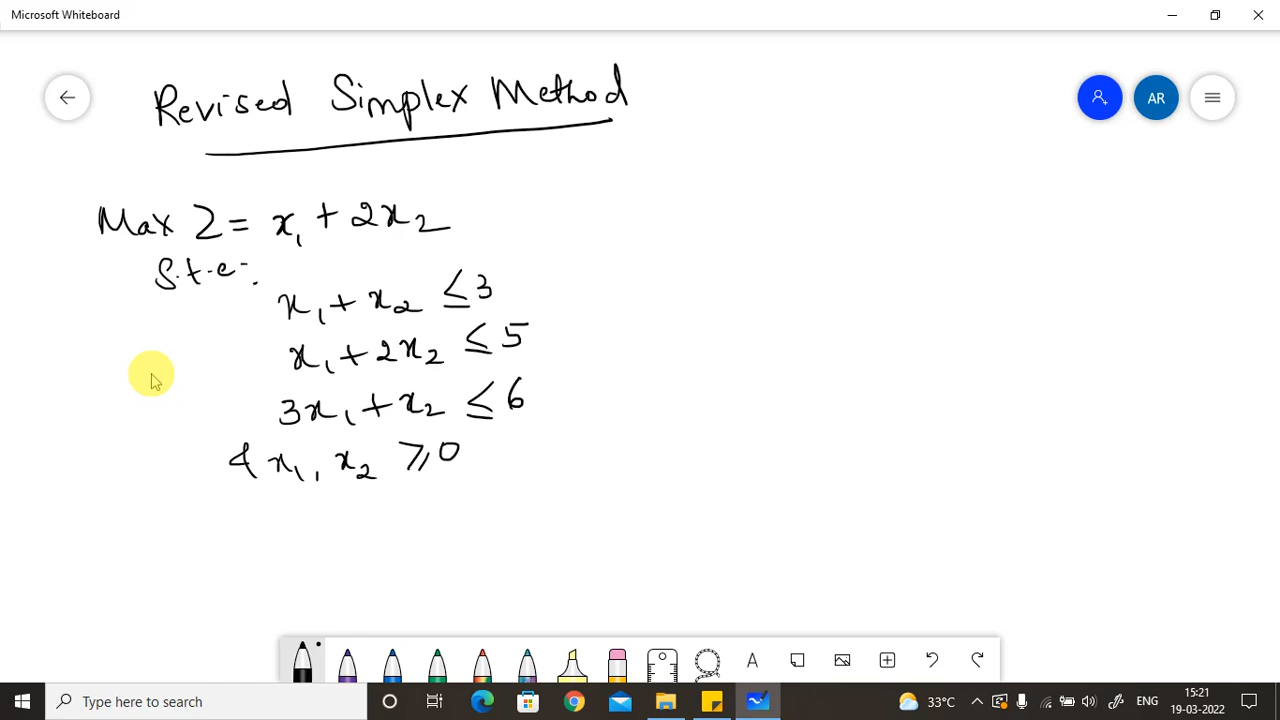 Microsoft Whiteboard
Revised Simplex Method
AR
Max Z = x₁ + 2x₂
S.t.c:
x₁ + x₂ ≤ 3
x₁ + 2x₂ ≤ 5
3x₁ + x₂ ≤ 6
& x₁, x₂ ≥ 0
A
Type here to search
33°C
ENG
15:21
19-03-2022